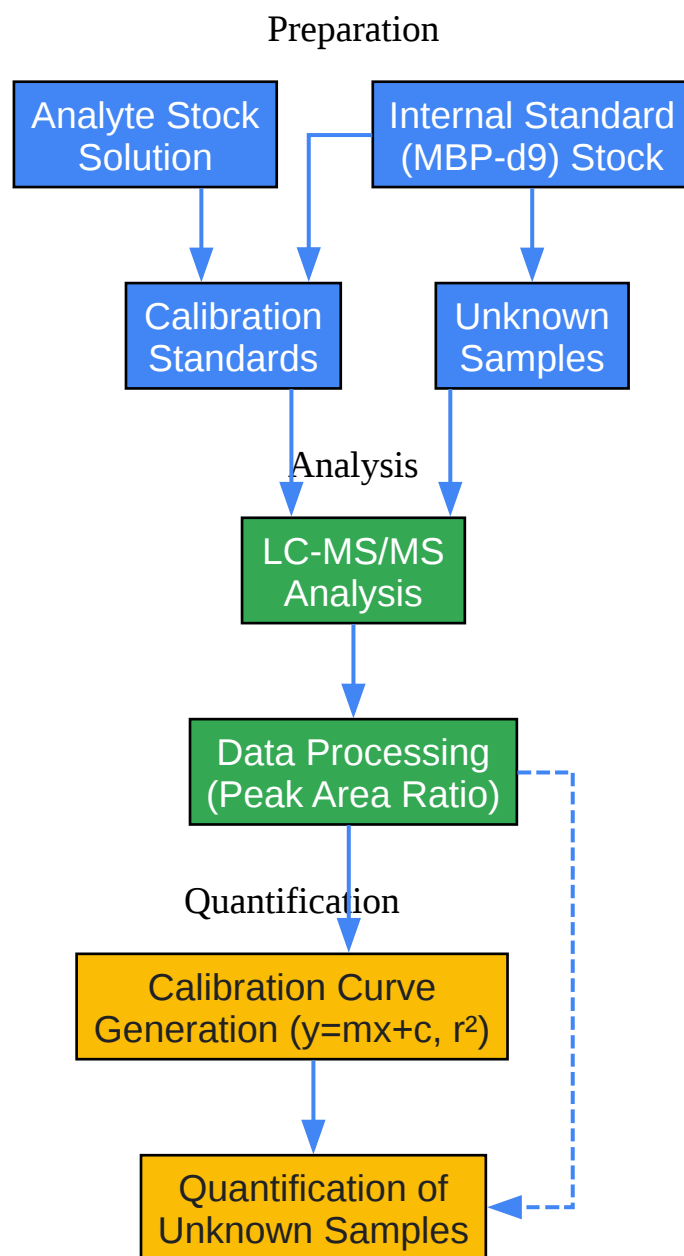 Preparation
Analyte Stock
Solution
Internal Standard
(MBP-d9) Stock
Calibration
Standards
Unknown
Samples
Analysis
LC-MS/MS
Analysis
Data Processing
(Peak Area Ratio)
Quantification
Calibration Curve
Generation (y=mx+c, r²)
Quantification of
Unknown Samples